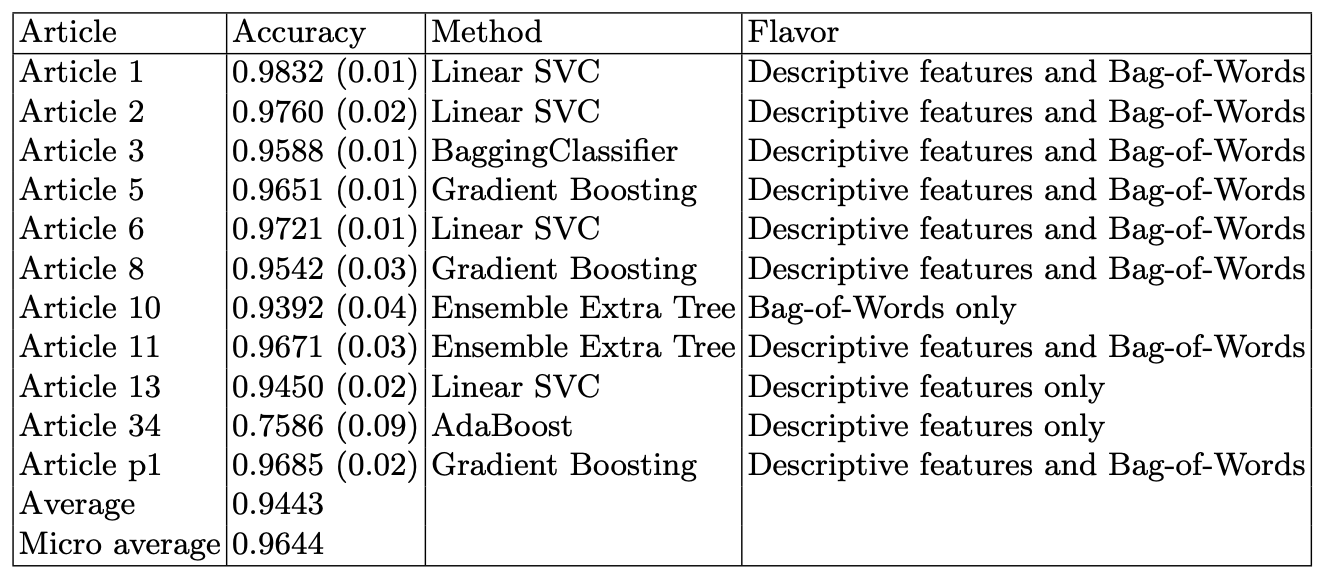 Article Accuracy Method Flavor
Article 1 0.9832 (0.01) Linear SVC Descriptive features and Bag-of-Words
Article 2 0.9760 (0.02) Linear SVC Descriptive features and Bag-of-Words
Article 3 0.9588 (0.01) BaggingClassifier Descriptive features and Bag-of-Words
Article 5 0.9651 (0.01) Gradient Boosting Descriptive features and Bag-of-Words
Article 6 0.9721 (0.01) Linear SVC Descriptive features and Bag-of-Words
Article 8 0.9542 (0.03) Gradient Boosting Descriptive features and Bag-of-Words
Article 10 0.9392 (0.04) Ensemble Extra Tree Bag-of-Words only
Article 11 0.9671 (0.03) Ensemble Extra Tree Descriptive features and Bag-of-Words
Article 13 0.9450 (0.02) Linear SVC Descriptive features only
Article 34 0.7586 (0.09) AdaBoost Descriptive features only
Article p1 0.9685 (0.02) Gradient Boosting Descriptive features and Bag-of-Words
Average 0.9443
Micro average 0.9644